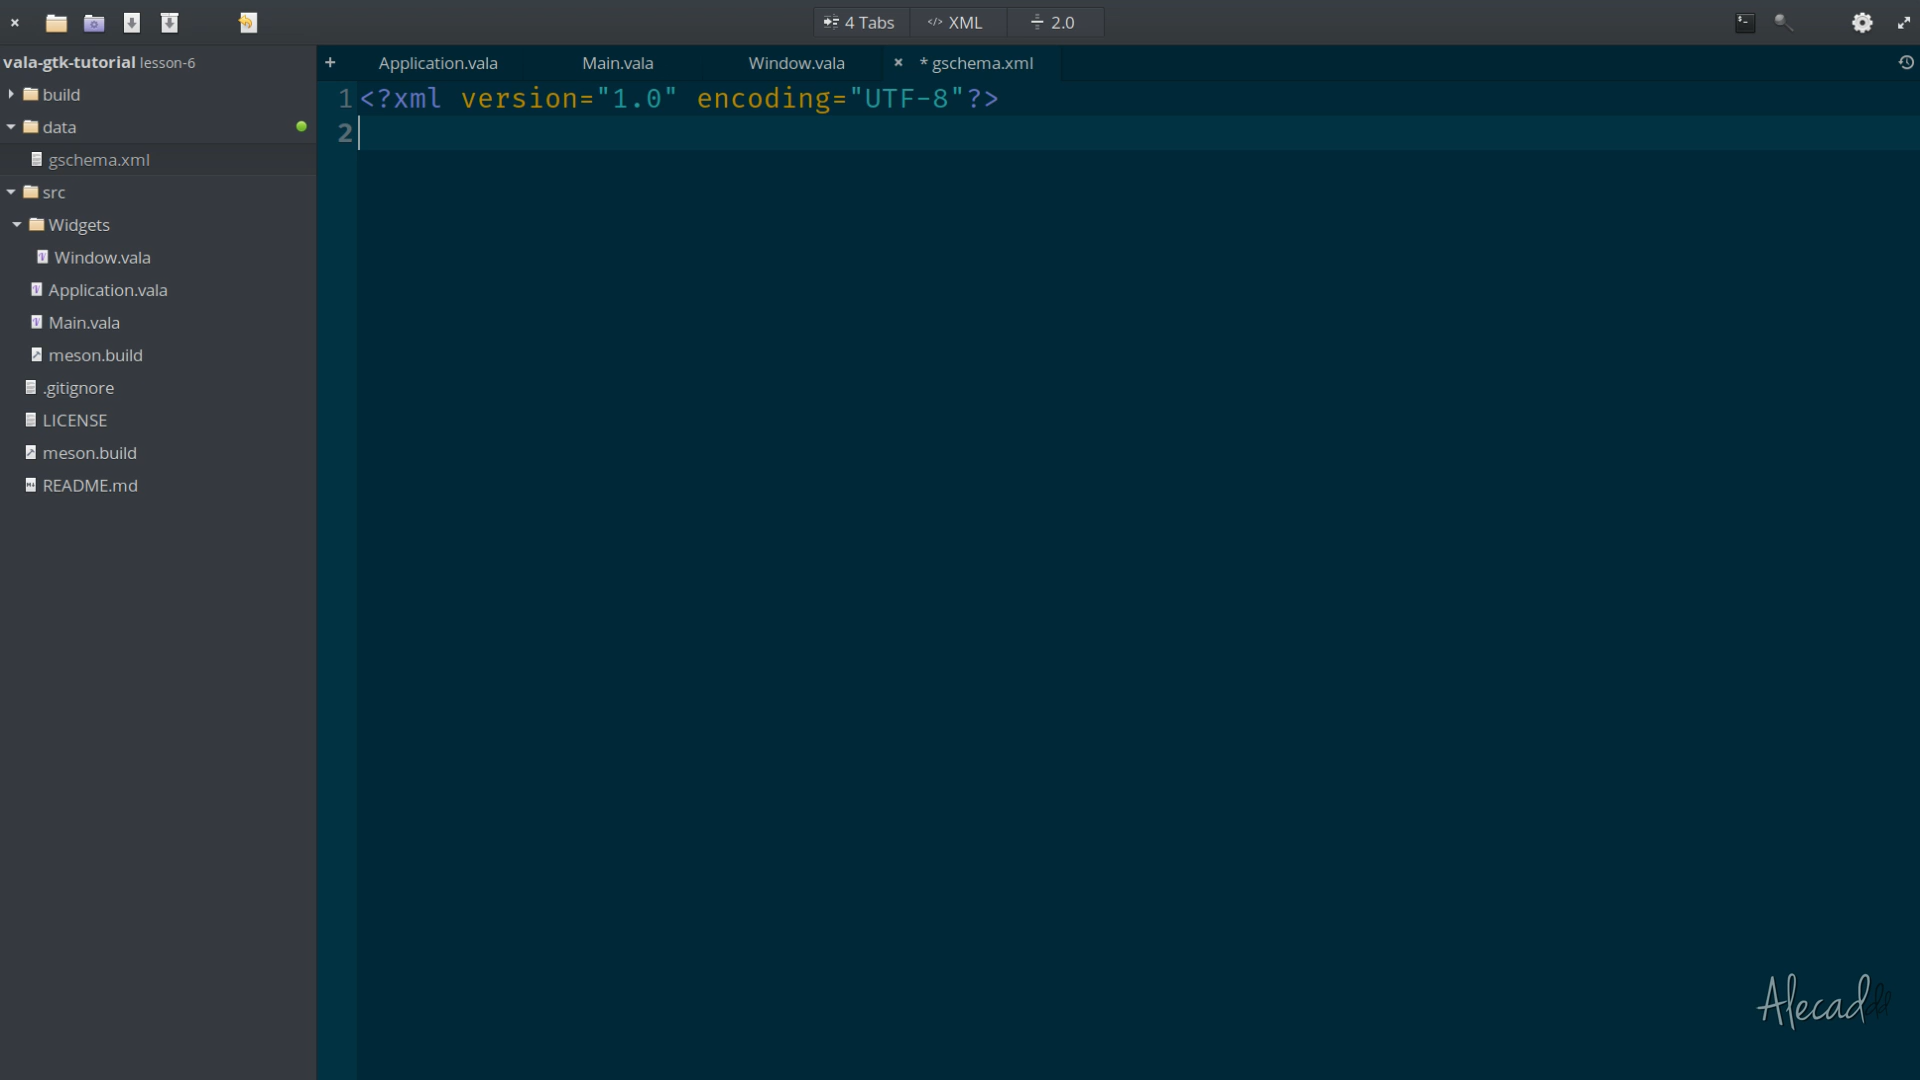 4 Tabs
</> XML
2.0
vala-gtk-tutorial lesson-6
build
data
gschema.xml
src
Widgets
Window.vala
Application.vala
Main.vala
meson.build
.gitignore
LICENSE
meson.build
README.md
+ Application.vala Main.vala Window.vala × * gschema.xml
1 <?xml version="1.0" encoding="UTF-8"?>
2
Alecaddd